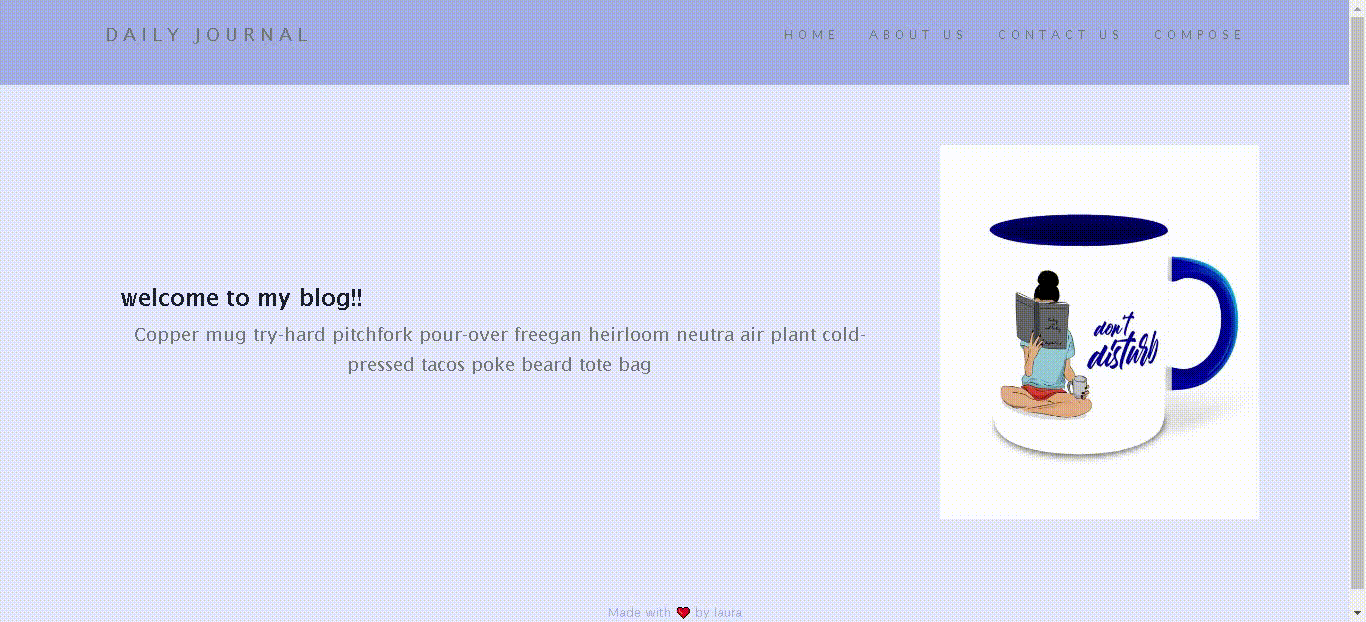 DAILY JOURNAL
HOME ABOUT US CONTACT US COMPOSE
welcome to my blog!!
Copper mug try-hard pitchfork pour-over freegan heirloom neutra air plant cold-
pressed tacos poke beard tote bag
don't
disturb
Made with ❤ by laura